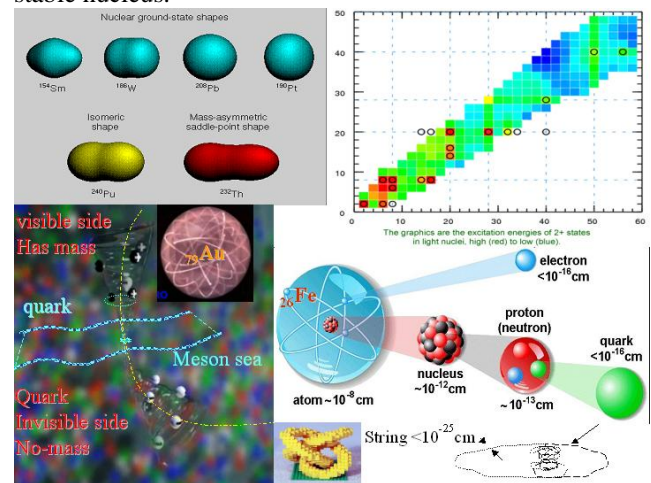 stable nucleus.
Nuclear ground-state shapes
¹⁵⁴Sm
¹⁸⁶W
²⁰⁸Pb
¹⁹⁰Pt
Isomeric
shape
Mass-asymmetric
saddle-point shape
²⁴⁰Pu
²³²Th
50
40
30
20
10
0
0 10 20 30 40 50 60
The graphics are the excitation energies of 2+ states
in light nuclei, high (red) to low (blue).
visible side
Has mass
₇₉Au
quark
Meson sea
Quark
Invisible side
No-mass
₂₆Fe
electron
<10⁻¹⁶cm
proton
(neutron)
quark
<10⁻¹⁶cm
nucleus
~10⁻¹²cm
atom ~10⁻⁸cm
~10⁻¹³cm
String <10⁻²⁵cm